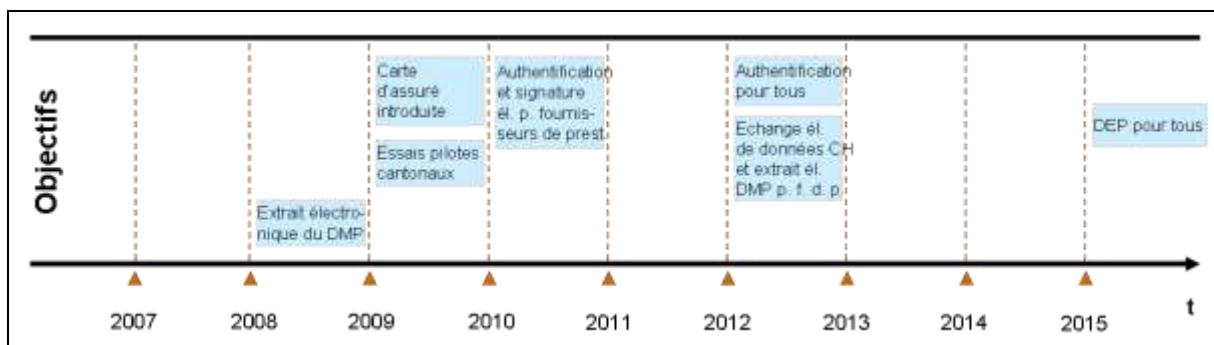 Objectifs
Extrait électro-
nique du DMP
Carte
d'assuré
introduite
Essais pilotes
cantonaux
Authentification
et signature
él. p. fournis-
seurs de prest.
Authentification
pour tous
Echange él.
de données CH
et extrait él.
DMP p. f. d. p.
DEP pour tous
2007
2008
2009
2010
2011
2012
2013
2014
2015
t